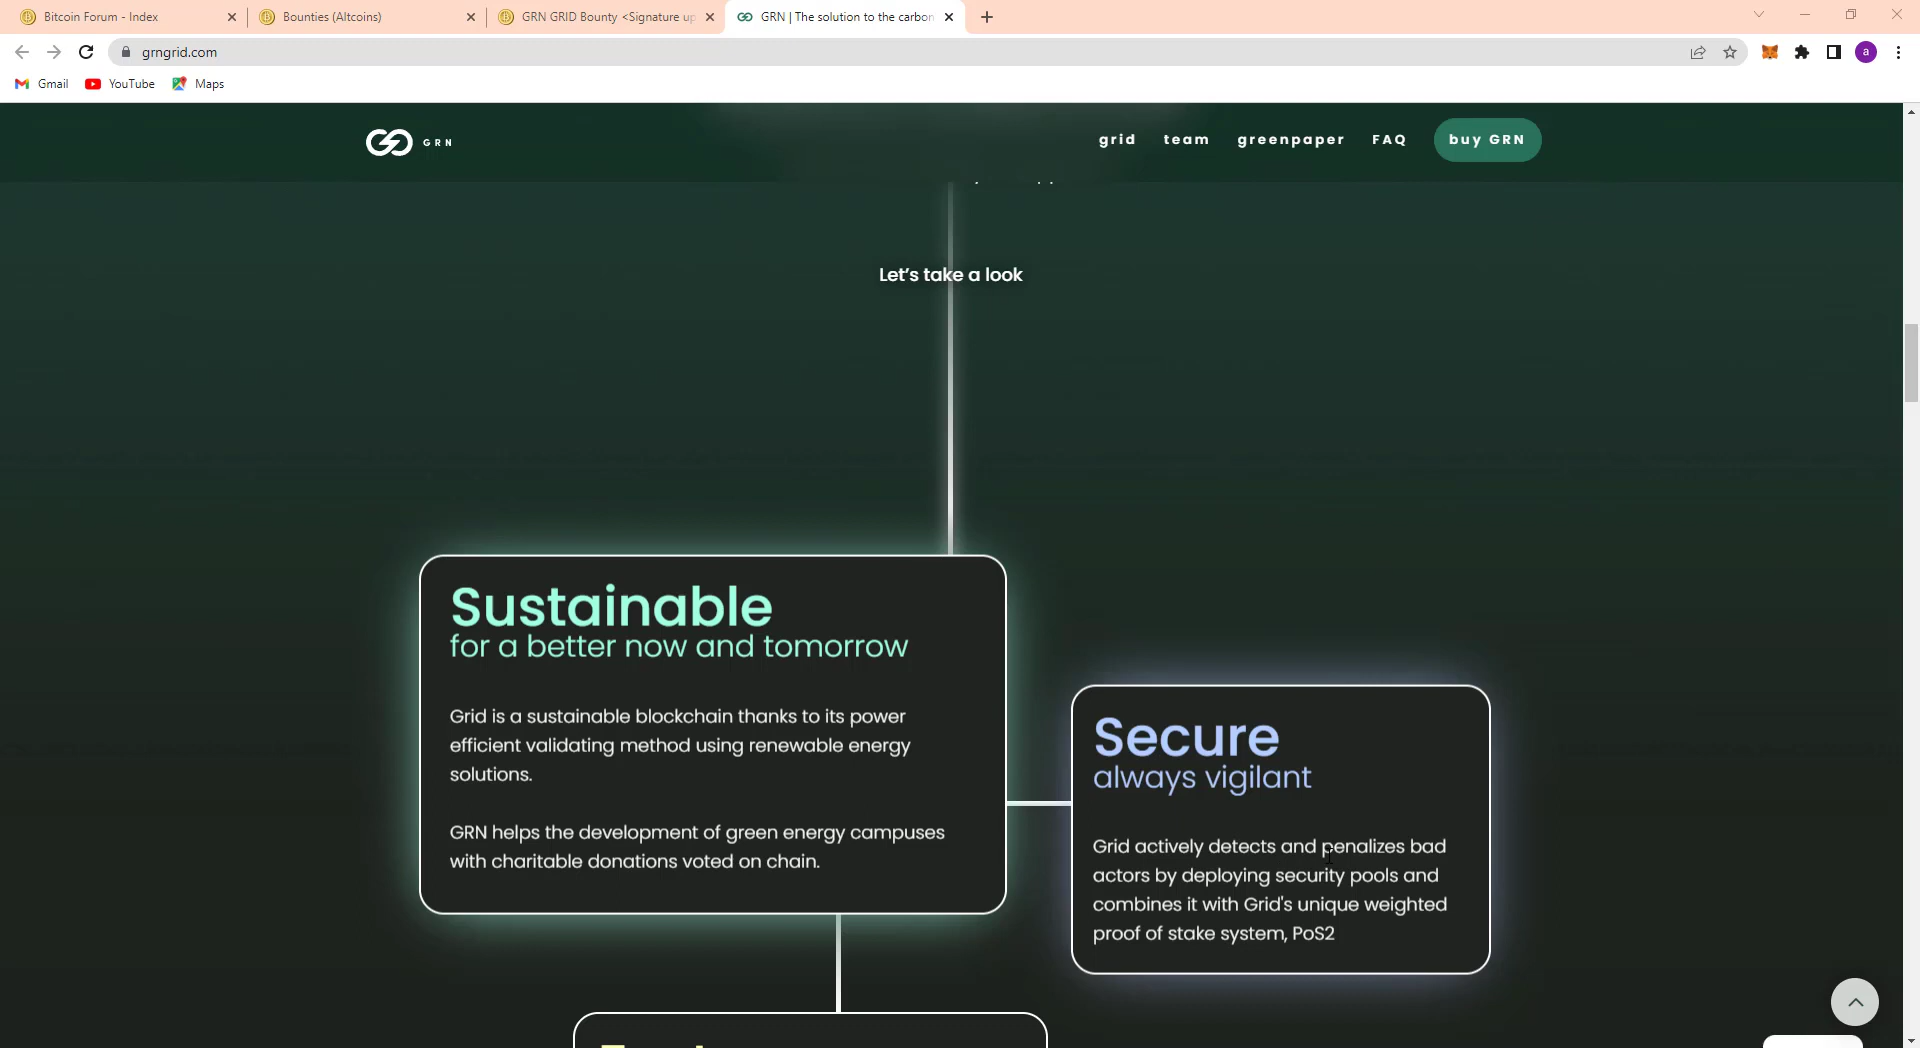 Bitcoin Forum - Index
Bounties (Altcoins)
GRN GRID Bounty <Signature up
GRN | The solution to the carbon
grngrid.com
a
Gmail
YouTube
Maps
GRN
grid
team
greenpaper
FAQ
buy GRN
Let's take a look
Sustainable
for a better now and tomorrow
Grid is a sustainable blockchain thanks to its power
efficient validating method using renewable energy
solutions.
GRN helps the development of green energy campuses
with charitable donations voted on chain.
Secure
always vigilant
Grid actively detects and penalizes bad
actors by deploying security pools and
combines it with Grid's unique weighted
proof of stake system, PoS2